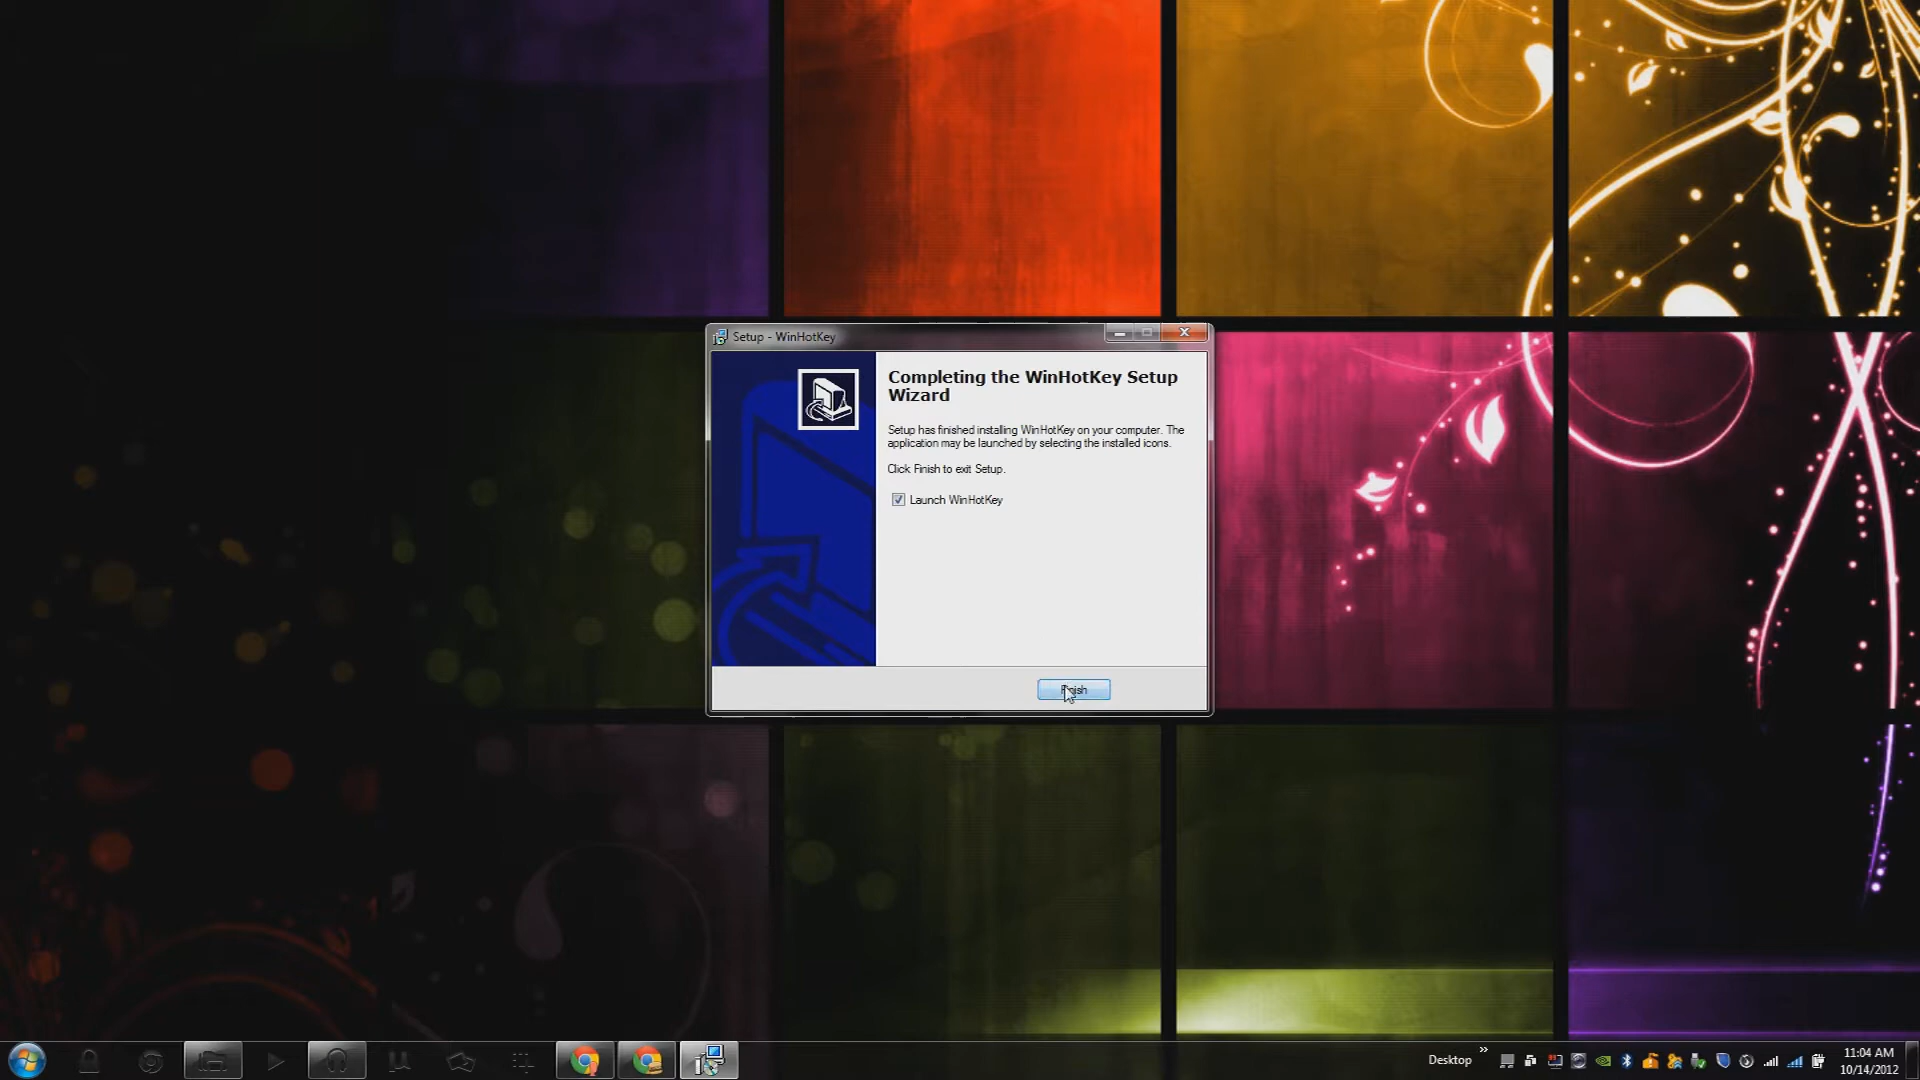 Setup - WinHotKey
Completing the WinHotKey Setup
Wizard
Setup has finished installing WinHotKey on your computer. The
application may be launched by selecting the installed icons.
Click Finish to exit Setup.
Launch WinHotKey
Finish
Desktop
11:04 AM
10/14/2012